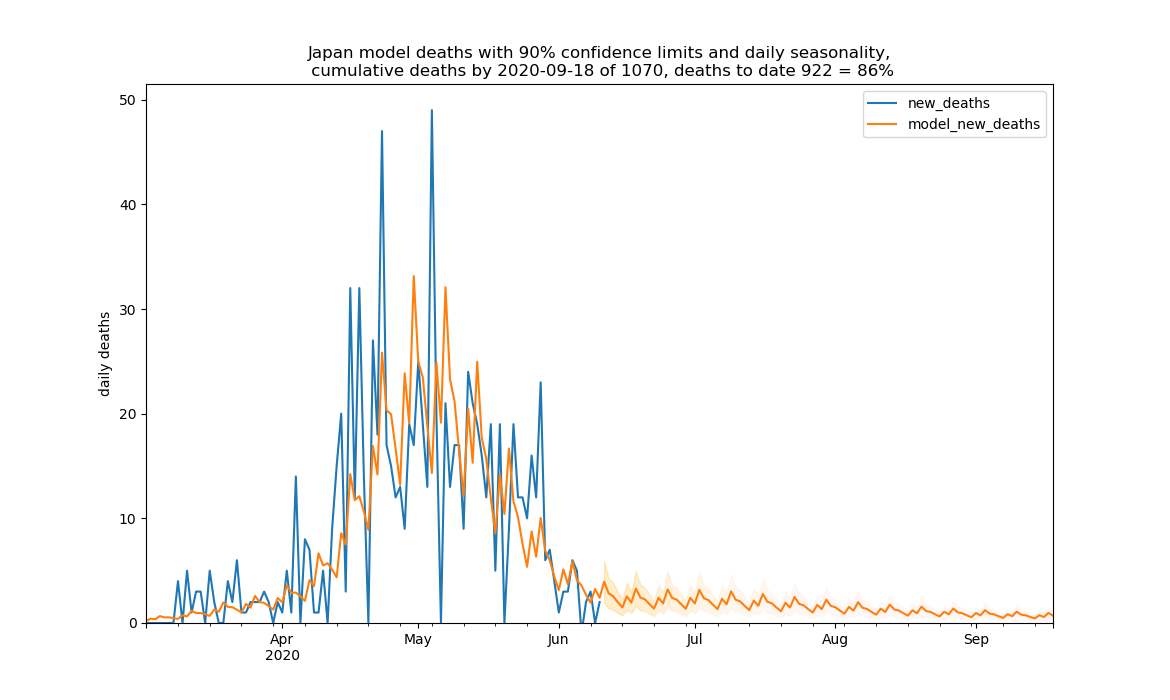 Japan model deaths with 90% confidence limits and daily seasonality,
cumulative deaths by 2020-09-18 of 1070, deaths to date 922 = 86%
new_deaths
model_new_deaths
daily deaths
50
40
30
20
10
0
Apr
2020
May
Jun
Jul
Aug
Sep